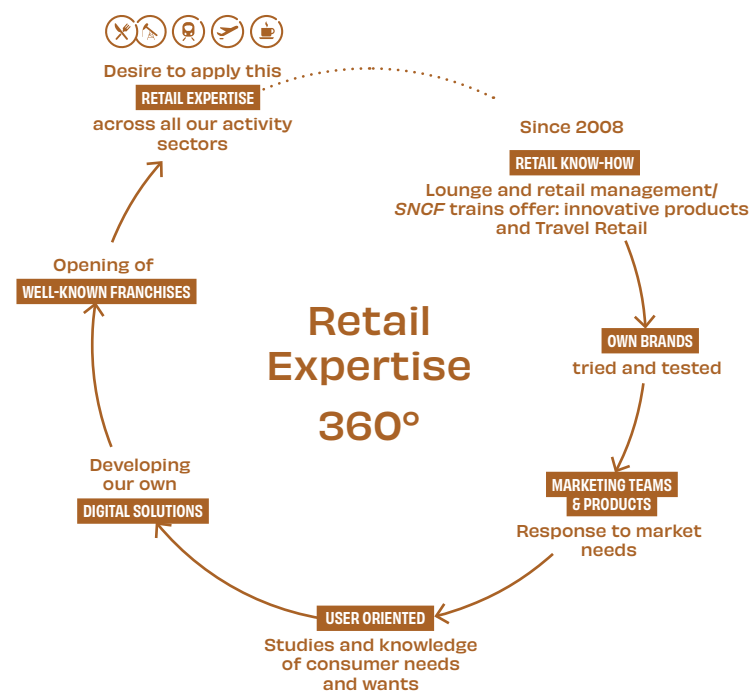 Desire to apply this
RETAIL EXPERTISE
across all our activity
sectors
Since 2008
RETAIL KNOW-HOW
Lounge and retail management/
SNCF trains offer: innovative products
and Travel Retail
OWN BRANDS
tried and tested
MARKETING TEAMS
& PRODUCTS
Response to market
needs
USER ORIENTED
Studies and knowledge
of consumer needs
and wants
Developing
our own
DIGITAL SOLUTIONS
Opening of
WELL-KNOWN FRANCHISES
Retail
Expertise
360°